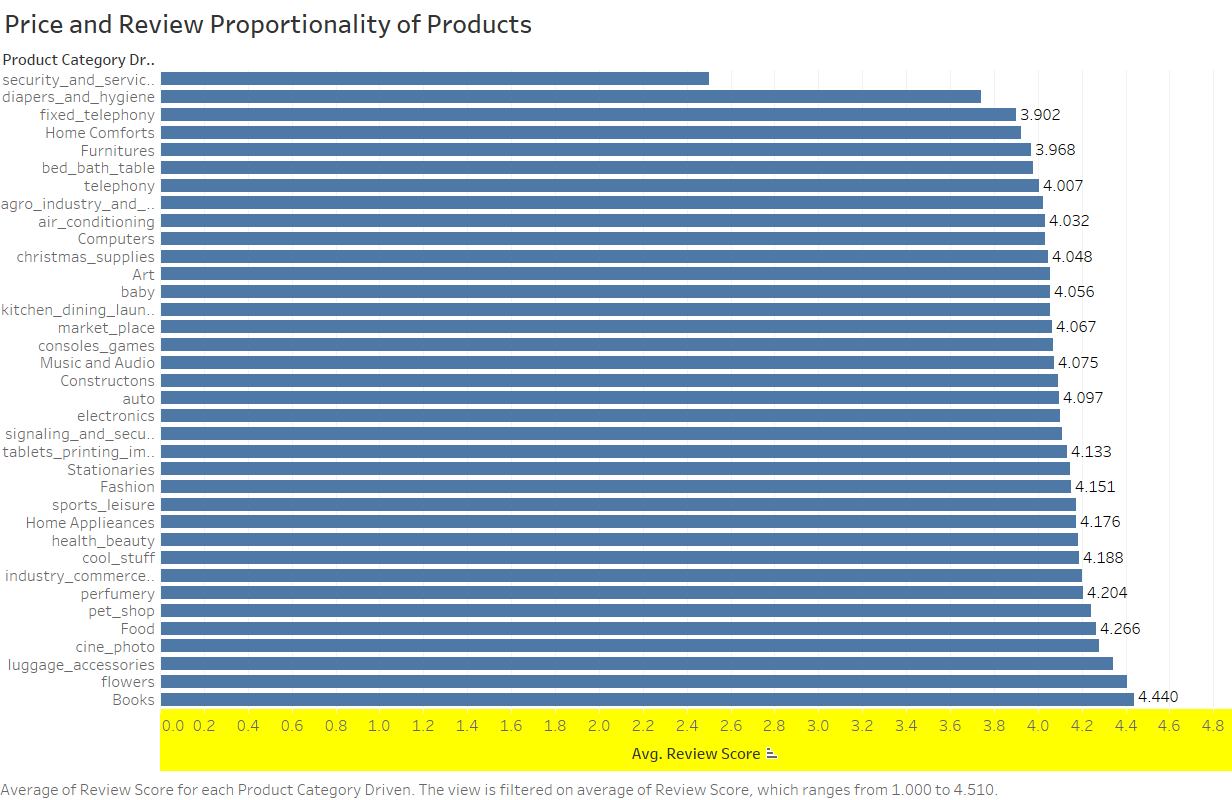 Price and Review Proportionality of Products
Product Category Dr..
security_and_servic..
diapers_and_hygiene
fixed_telephony 3.902
Home Comforts
Furnitures 3.968
bed_bath_table
telephony 4.007
agro_industry_and_..
air_conditioning 4.032
Computers
christmas_supplies 4.048
Art
baby 4.056
kitchen_dining_laun..
market_place 4.067
consoles_games
Music and Audio 4.075
Constructons
auto 4.097
electronics
signaling_and_secu..
tablets_printing_im.. 4.133
Stationaries
Fashion 4.151
sports_leisure
Home Applieances 4.176
health_beauty
cool_stuff 4.188
industry_commerce..
perfumery 4.204
pet_shop
Food 4.266
cine_photo
luggage_accessories
flowers
Books 4.440
0.0 0.2 0.4 0.6 0.8 1.0 1.2 1.4 1.6 1.8 2.0 2.2 2.4 2.6 2.8 3.0 3.2 3.4 3.6 3.8 4.0 4.2 4.4 4.6 4.8
Avg. Review Score
Average of Review Score for each Product Category Driven. The view is filtered on average of Review Score, which ranges from 1.000 to 4.510.